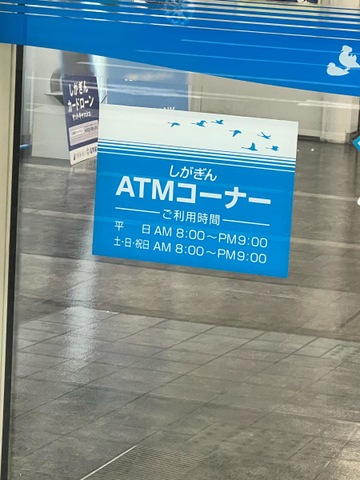 しがぎん
カードローン
しがぎん
ATMコーナー
ご利用時間
平 日 AM 8:00～PM9:00
土・日・祝日 AM 8:00～PM9:00